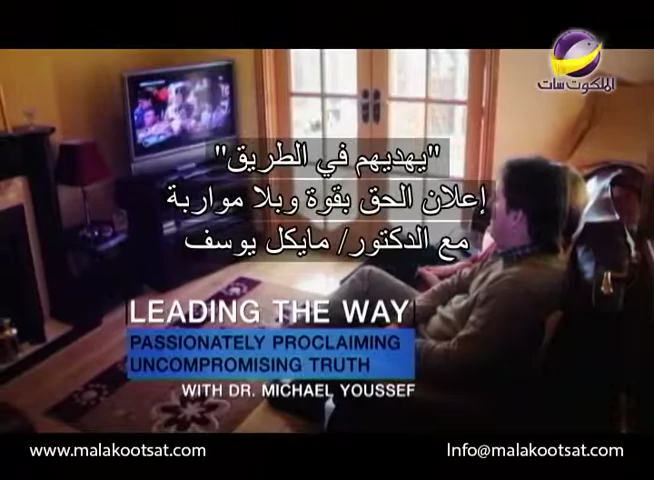 الملكوت سات
"يهديهم في الطريق"
إعلان الحق بقوة وبلا مواربة
مع الدكتور/ مايكل يوسف
LEADING THE WAY
PASSIONATELY PROCLAIMING
UNCOMPROMISING TRUTH
WITH DR. MICHAEL YOUSSEF
www.malakootsat.com
Info@malakootsat.com